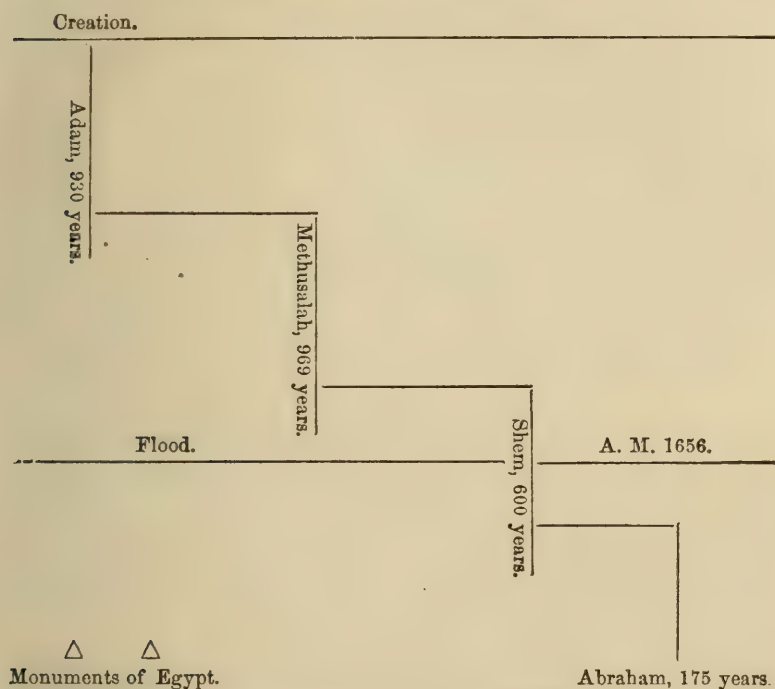 Creation.
Adam, 930 years.
Methusalah, 969 years.
Flood.
A. M. 1656.
Shem, 600 years.
Monuments of Egypt.
Abraham, 175 years.